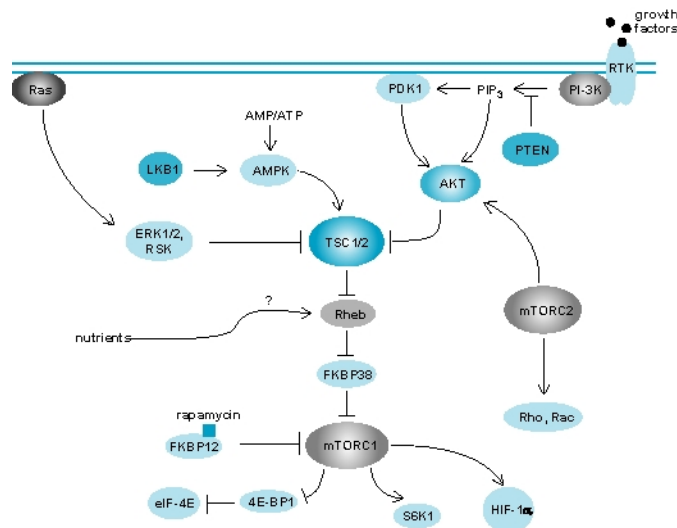 growth
factors
RTK
Ras
PDK1
PIP3
PI-3K
AMP/ATP
PTEN
LKB1
AMPK
AKT
ERK1/2,
RSK
TSC1/2
?
Rheb
mTORC2
nutrients
FKBP38
rapamycin
Rho, Rac
FKBP12
mTORC1
eIF-4E
4E-BP1
S6K1
HIF-1α